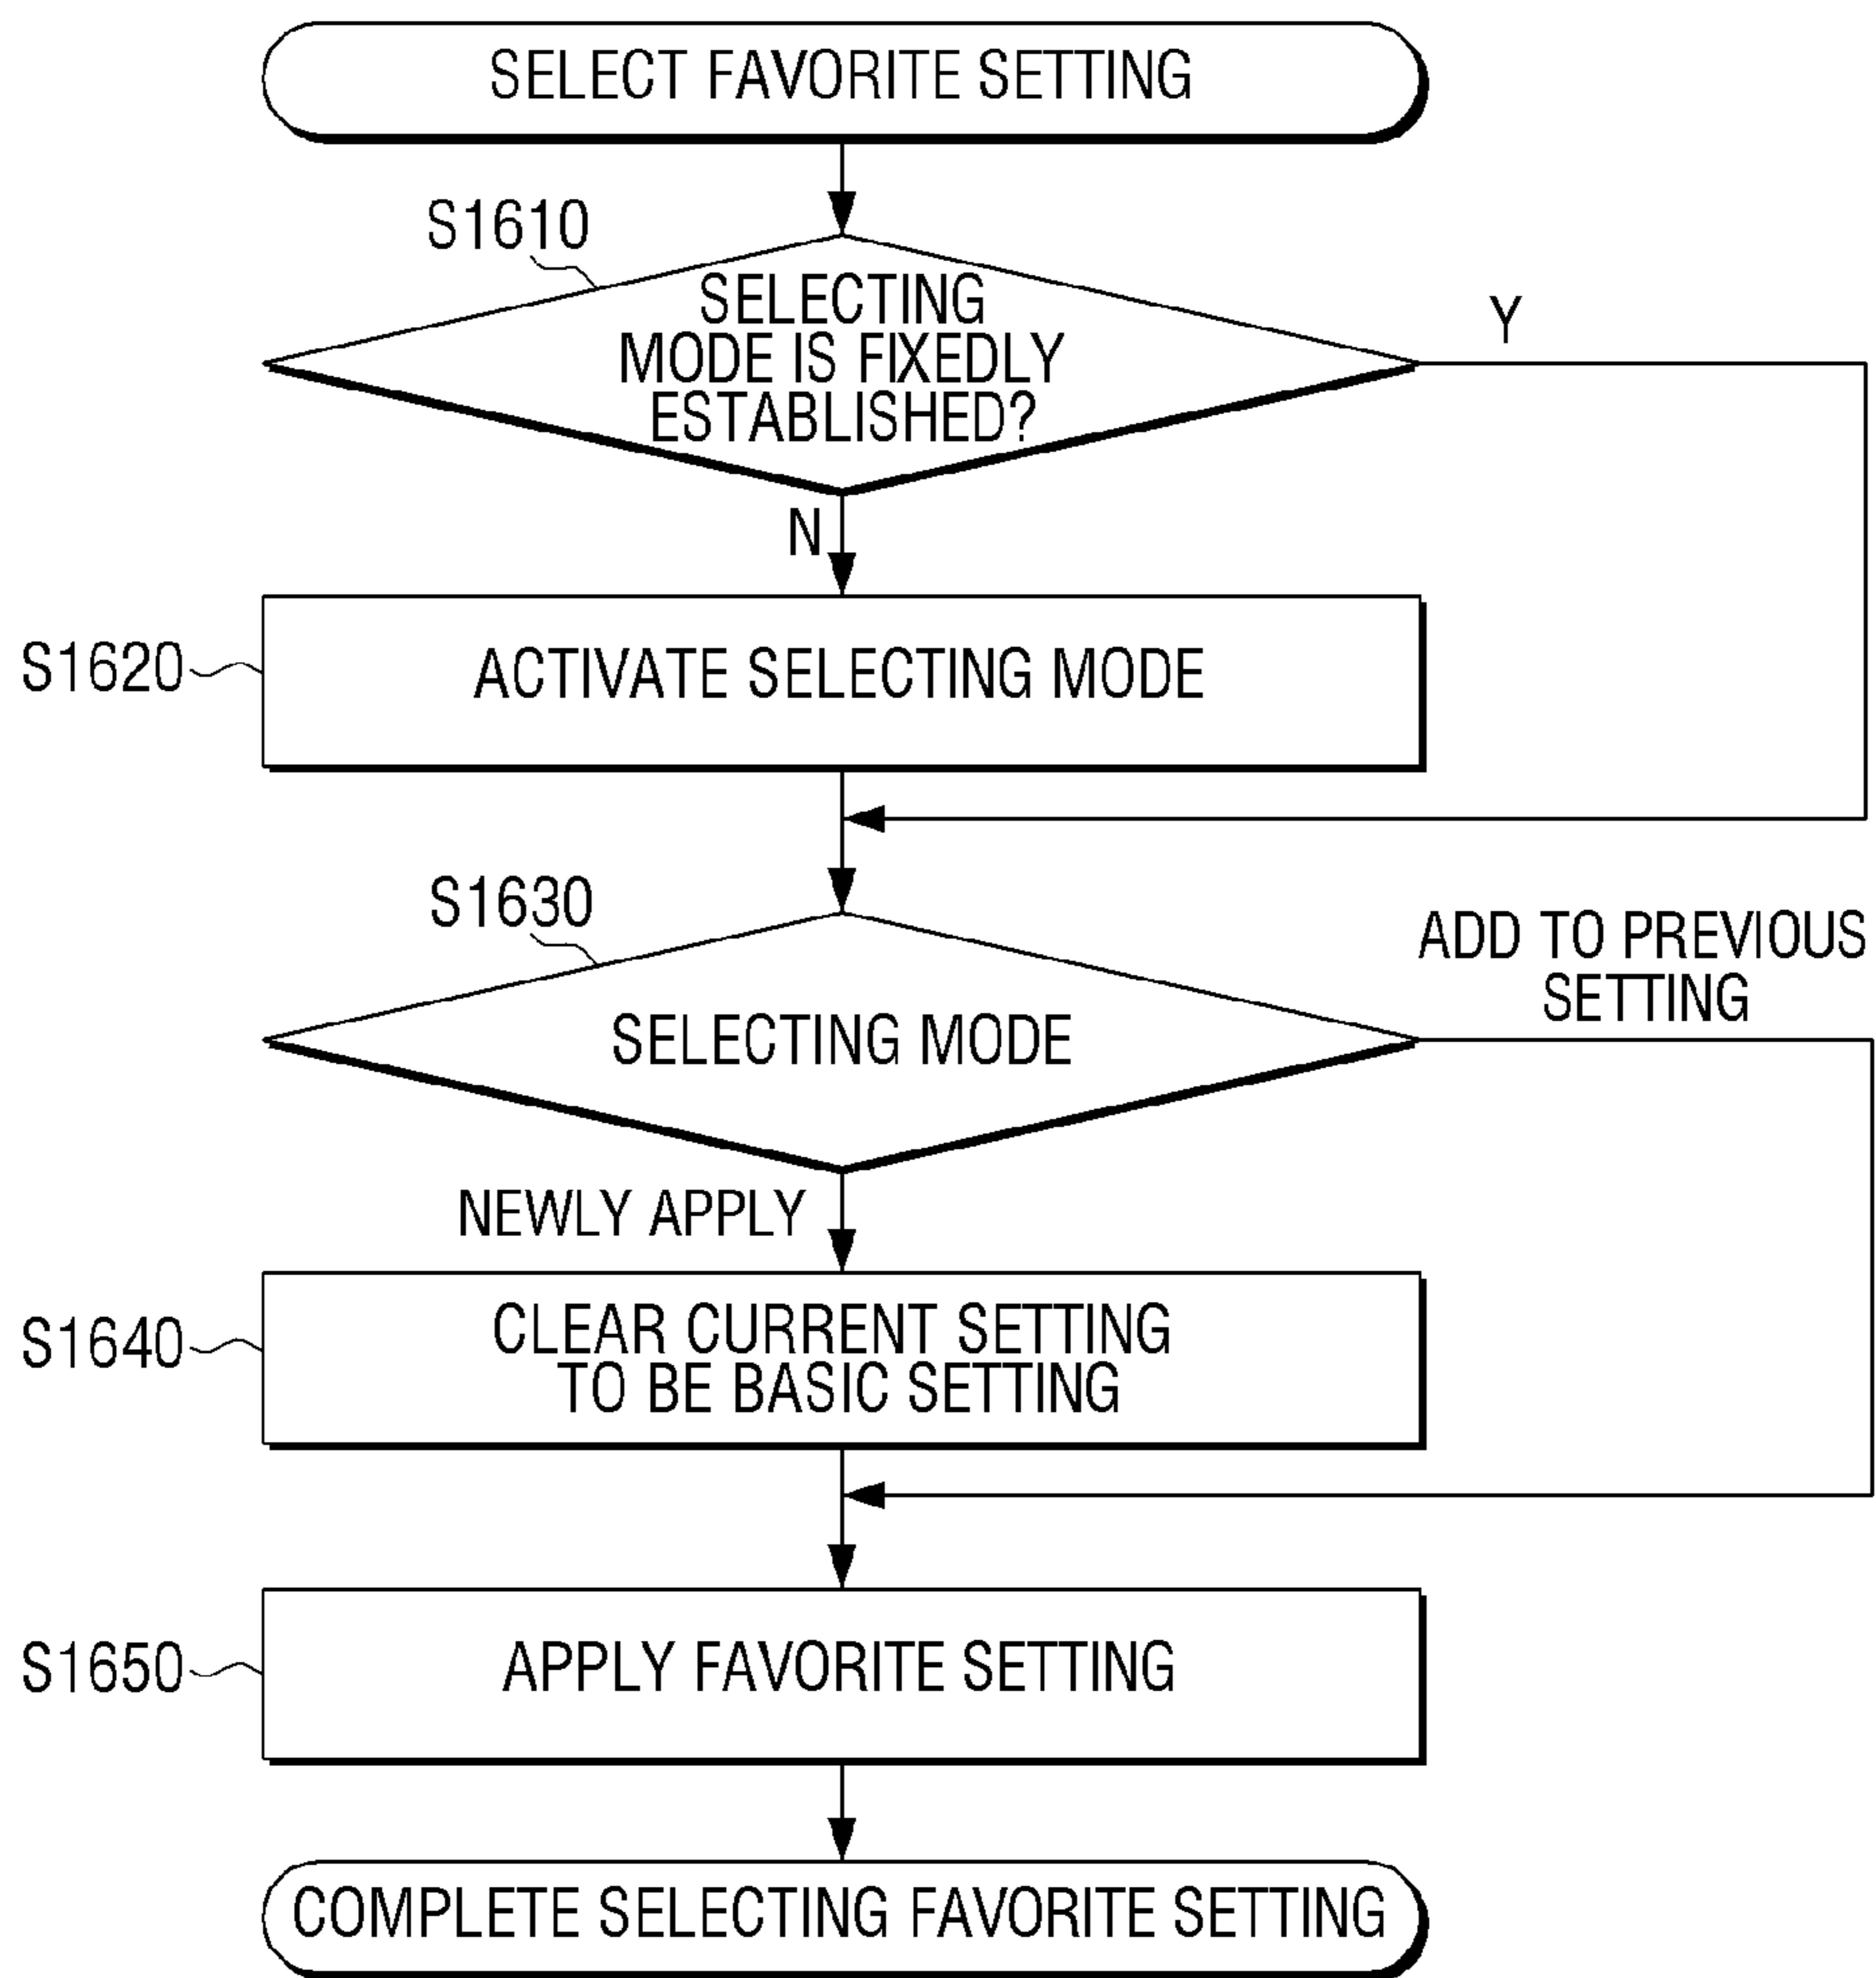 SELECT FAVORITE SETTING
S1610
SELECTING
MODE IS FIXEDLY
ESTABLISHED?
Y
N
S1620
ACTIVATE SELECTING MODE
S1630
ADD TO PREVIOUS
SETTING
SELECTING MODE
NEWLY APPLY
S1640
CLEAR CURRENT SETTING
TO BE BASIC SETTING
S1650
APPLY FAVORITE SETTING
COMPLETE SELECTING FAVORITE SETTING